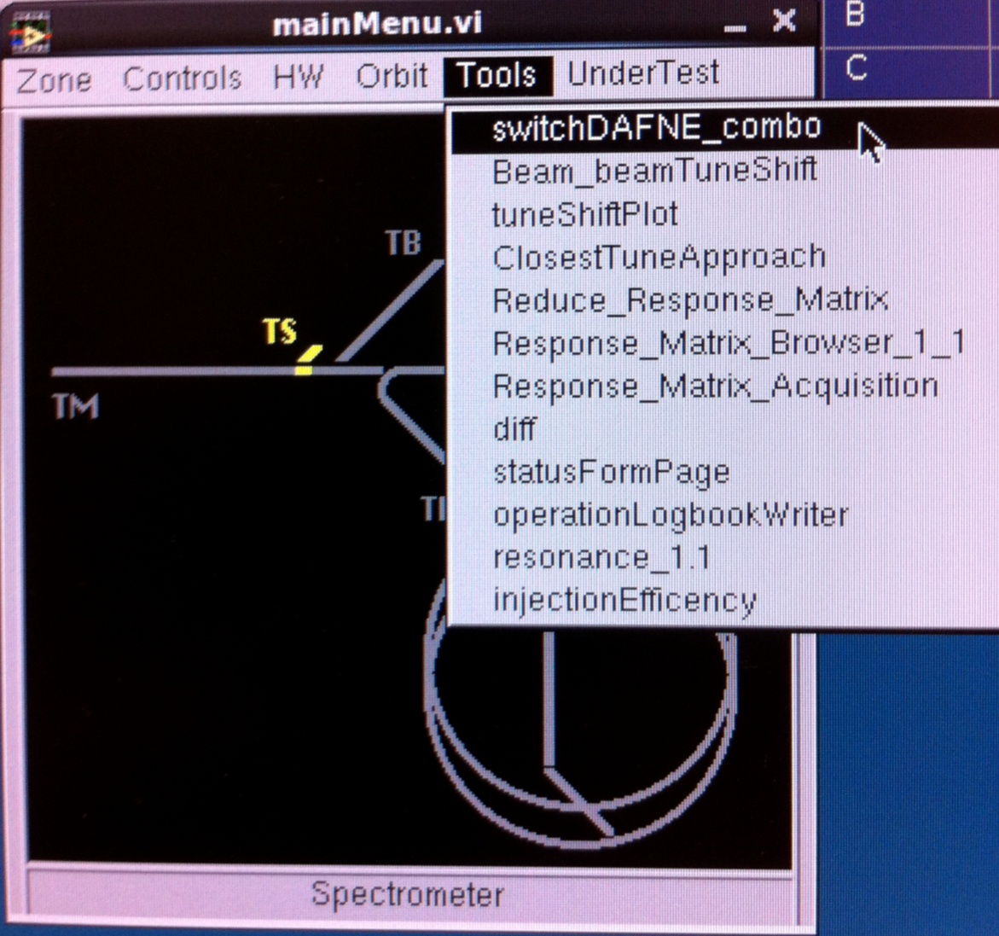 mainMenu.vi
B
C
Zone Controls HW Orbit Tools UnderTest
switchDAFNE_combo
Beam_beamTuneShift
tuneShiftPlot
ClosestTuneApproach
Reduce_Response_Matrix
Response_Matrix_Browser_1_1
Response_Matrix_Acquisition
diff
statusFormPage
operationLogbookWriter
resonance_1.1
injectionEfficency
TB
TS
TM
Spectrometer